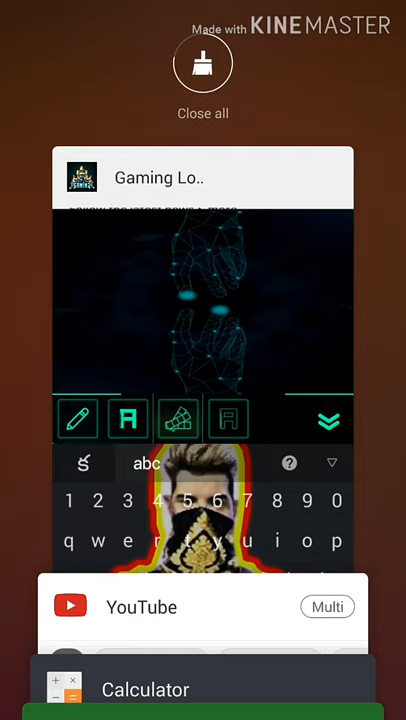 Made with KINEMASTER
Close all
Gaming Lo..
క abc
1 2 3 4 5 6 7 8 9 0
q w e r t y u i o p
YouTube Multi
Calculator